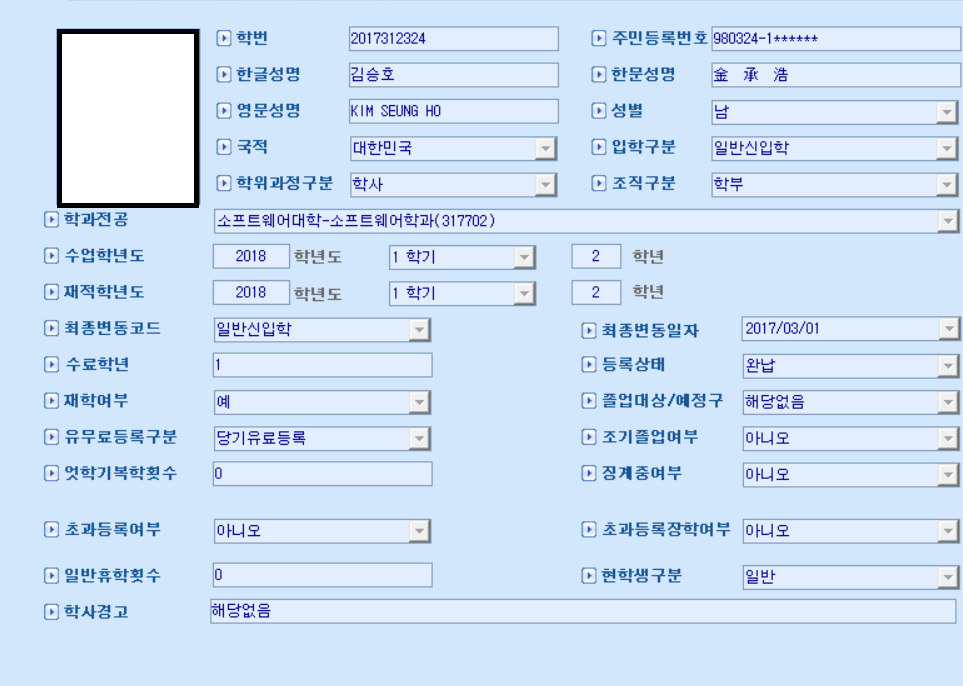 학번 2017312324 주민등록번호 980324-1******
한글성명 김승호 한문성명 金 承 浩
영문성명 KIM SEUNG HO 성별 남
국적 대한민국 입학구분 일반신입학
학위과정구분 학사 조직구분 학부
학과전공 소프트웨어대학-소프트웨어학과(317702)
수업학년도 2018 학년도 1 학기 2 학년
재적학년도 2018 학년도 1 학기 2 학년
최종변동코드 일반신입학 최종변동일자 2017/03/01
수료학년 1 등록상태 완납
재학여부 예 졸업대상/예정구 해당없음
유무료등록구분 당기유료등록 조기졸업여부 아니오
엇학기복학횟수 0 징계중여부 아니오
초과등록여부 아니오 초과등록장학여부 아니오
일반휴학횟수 0 현학생구분 일반
학사경고 해당없음